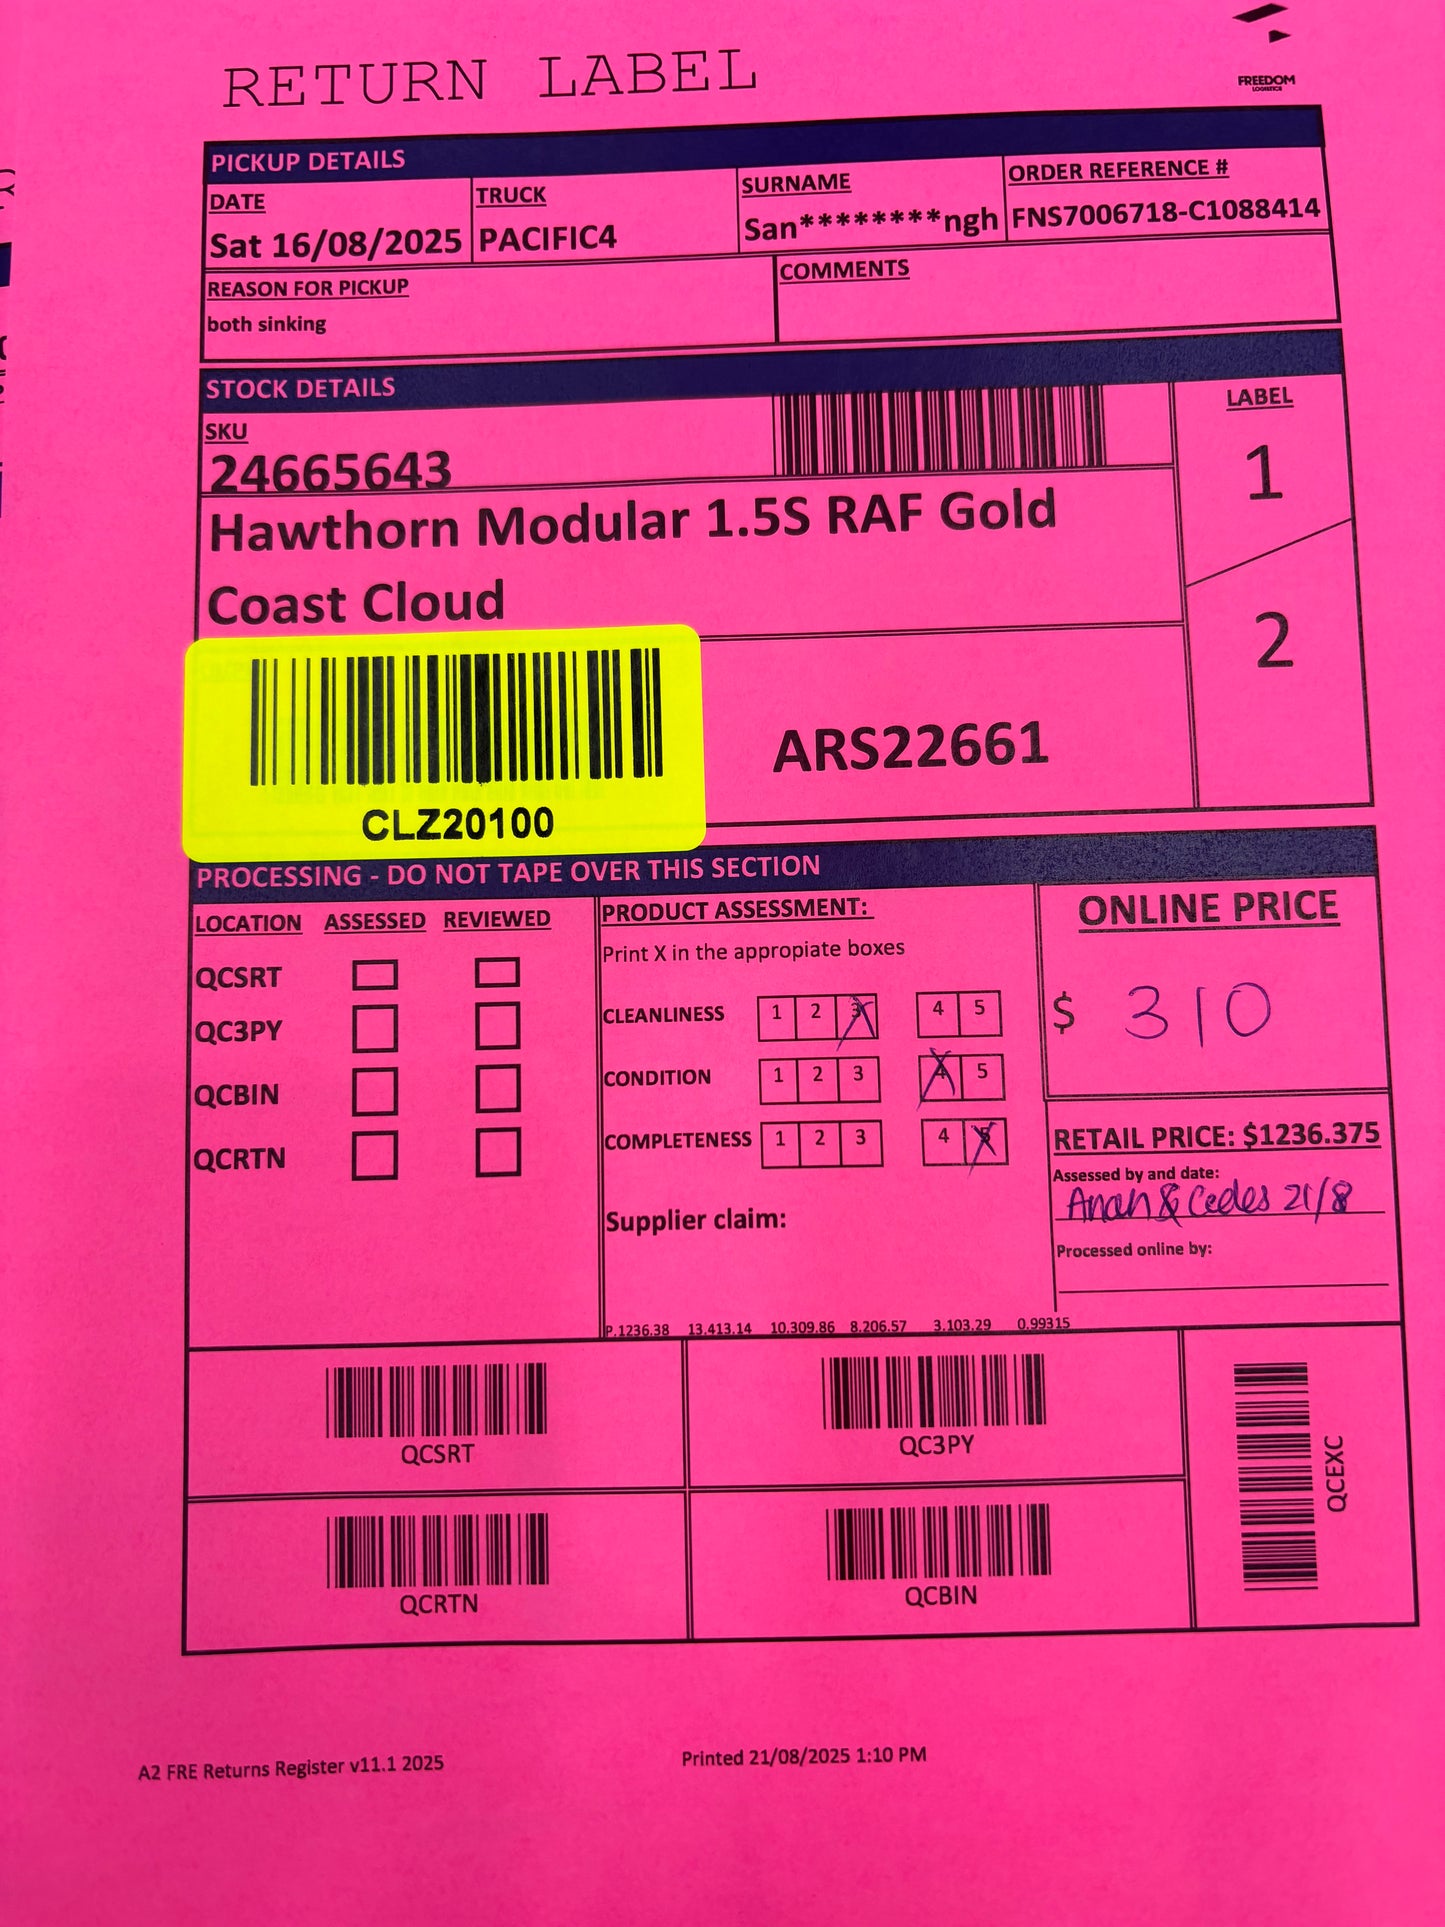 RETURN LABEL
FREEDOM
LOGISTICS
PICKUP DETAILS
DATE
TRUCK
SURNAME
ORDER REFERENCE #
Sat 16/08/2025
PACIFIC4
San********ngh
FNS7006718-C1088414
REASON FOR PICKUP
COMMENTS
both sinking
STOCK DETAILS
SKU
LABEL
24665643
1
Hawthorn Modular 1.5S RAF Gold
Coast Cloud
2
CLZ20100
ARS22661
PROCESSING - DO NOT TAPE OVER THIS SECTION
LOCATION ASSESSED REVIEWED
QCSRT
QC3PY
QCBIN
QCRTN
PRODUCT ASSESSMENT:
Print X in the appropiate boxes
CLEANLINESS 1 2 3 4 5
CONDITION 1 2 3 4 5
COMPLETENESS 1 2 3 4 5
Supplier claim:
P.1236.38 13.413.14 10.309.86 8.206.57 3.103.29 0.99315
ONLINE PRICE
$ 310
RETAIL PRICE: $1236.375
Assessed by and date:
& 21/8
Processed online by:
QCSRT
QC3PY
QCEXC
QCRTN
QCBIN
A2 FRE Returns Register v11.1 2025
Printed 21/08/2025 1:10 PM